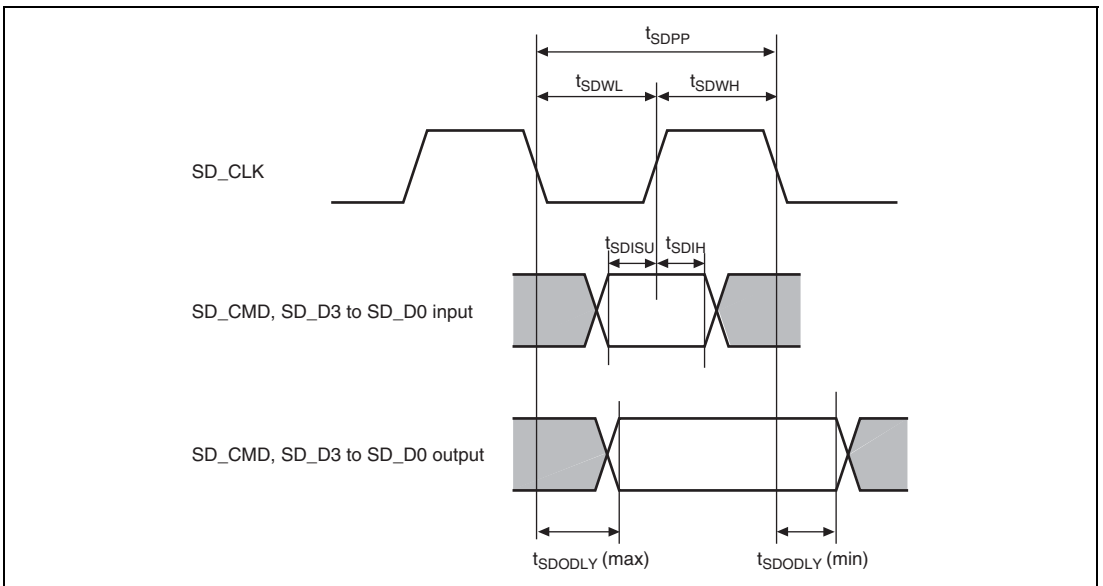 tSDPP
tSDWL tSDWH
SD_CLK
tSDISU tSDIH
SD_CMD, SD_D3 to SD_D0 input
SD_CMD, SD_D3 to SD_D0 output
tSDODLY (max) tSDODLY (min)